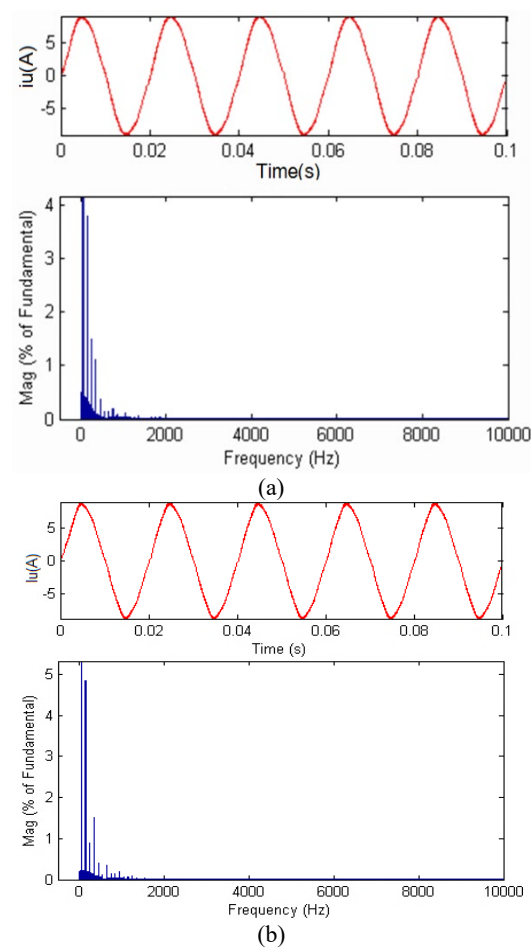 iu(A)
5
0
-5
0 0.02 0.04 0.06 0.08 0.1
Time(s)
Mag (% of Fundamental)
4
3
2
1
0
0 2000 4000 6000 8000 10000
Frequency (Hz)
(a)
Iu(A)
5
0
-5
0 0.02 0.04 0.06 0.08 0.1
Time (s)
Mag (% of Fundamental)
5
4
3
2
1
0
0 2000 4000 6000 8000 10000
Frequency (Hz)
(b)